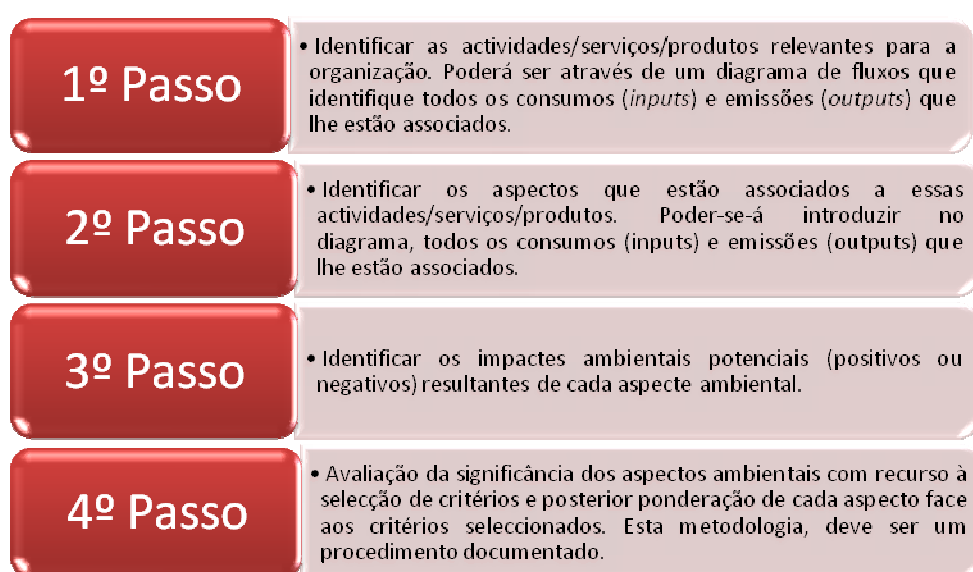 1º Passo
• Identificar as actividades/serviços/produtos relevantes para a
organização. Poderá ser através de um diagrama de fluxos que
identifique todos os consumos (inputs) e emissões (outputs) que
lhe estão associados.
2º Passo
• Identificar os aspectos que estão associados a essas
actividades/serviços/produtos. Poder-se-á introduzir no
diagrama, todos os consumos (inputs) e emissões (outputs) que
lhe estão associados.
3º Passo
• Identificar os impactes ambientais potenciais (positivos ou
negativos) resultantes de cada aspecte ambiental.
4º Passo
• Avaliação da significância dos aspectos ambientais com recurso à
selecção de critérios e posterior ponderação de cada aspecto face
aos critérios seleccionados. Esta metodologia, deve ser um
procedimento documentado.